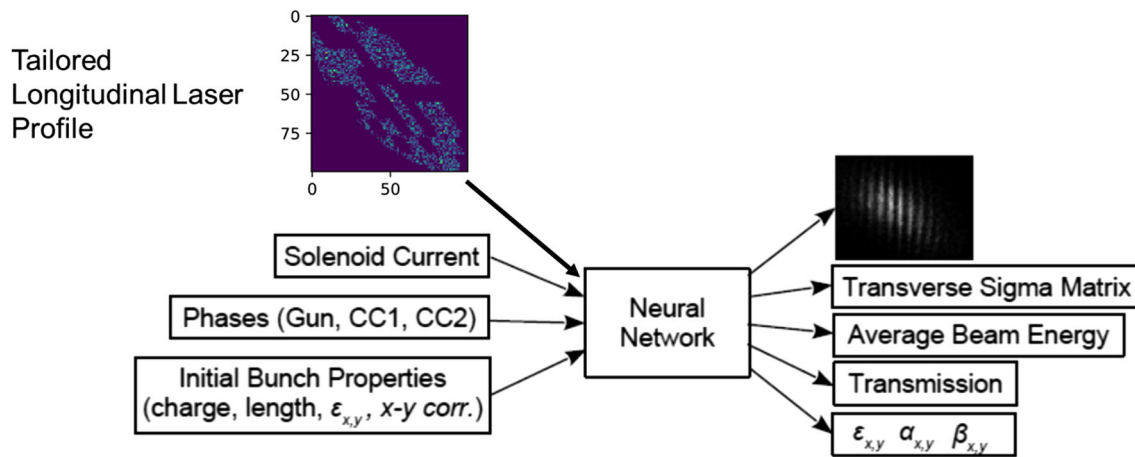 Tailored
Longitudinal Laser
Profile
0
25
50
75
0
50
Solenoid Current
Phases (Gun, CC1, CC2)
Initial Bunch Properties
(charge, length, εx,y, x-y corr.)
Neural
Network
Transverse Sigma Matrix
Average Beam Energy
Transmission
εx,y αx,y βx,y